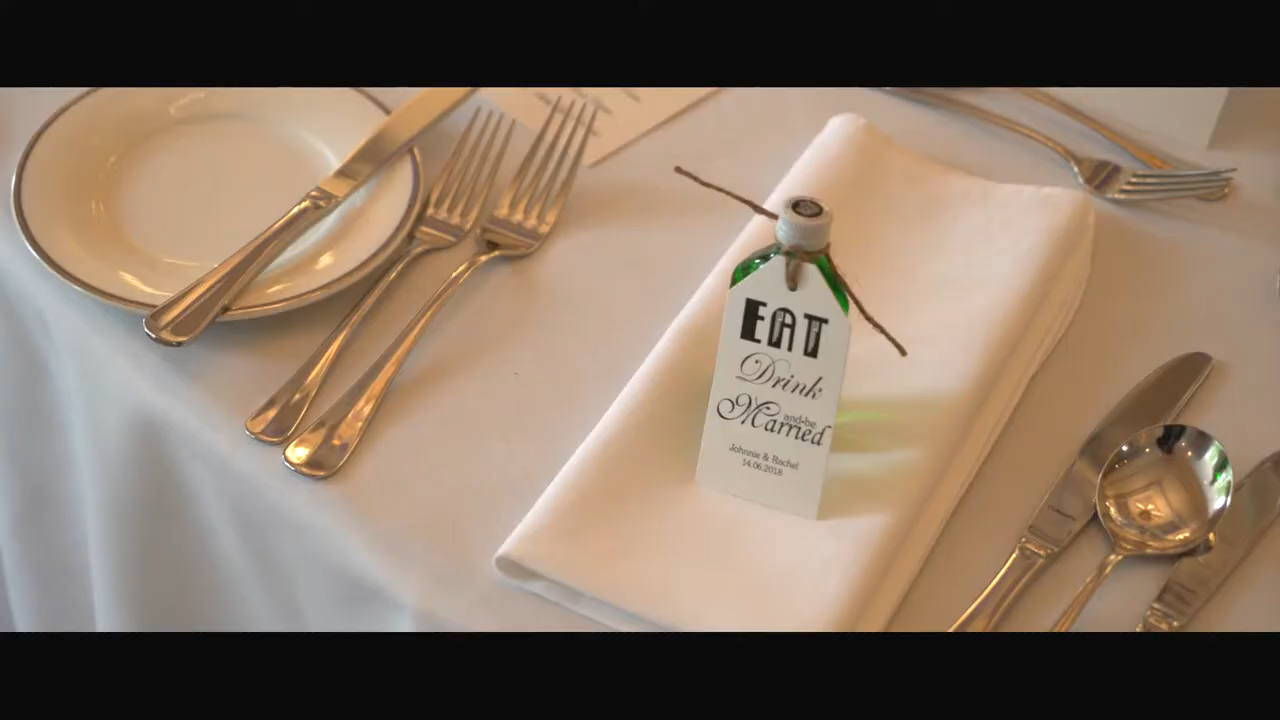 EAT
Drink
and be
Married
Johnnie & Rachel
14.06.2018